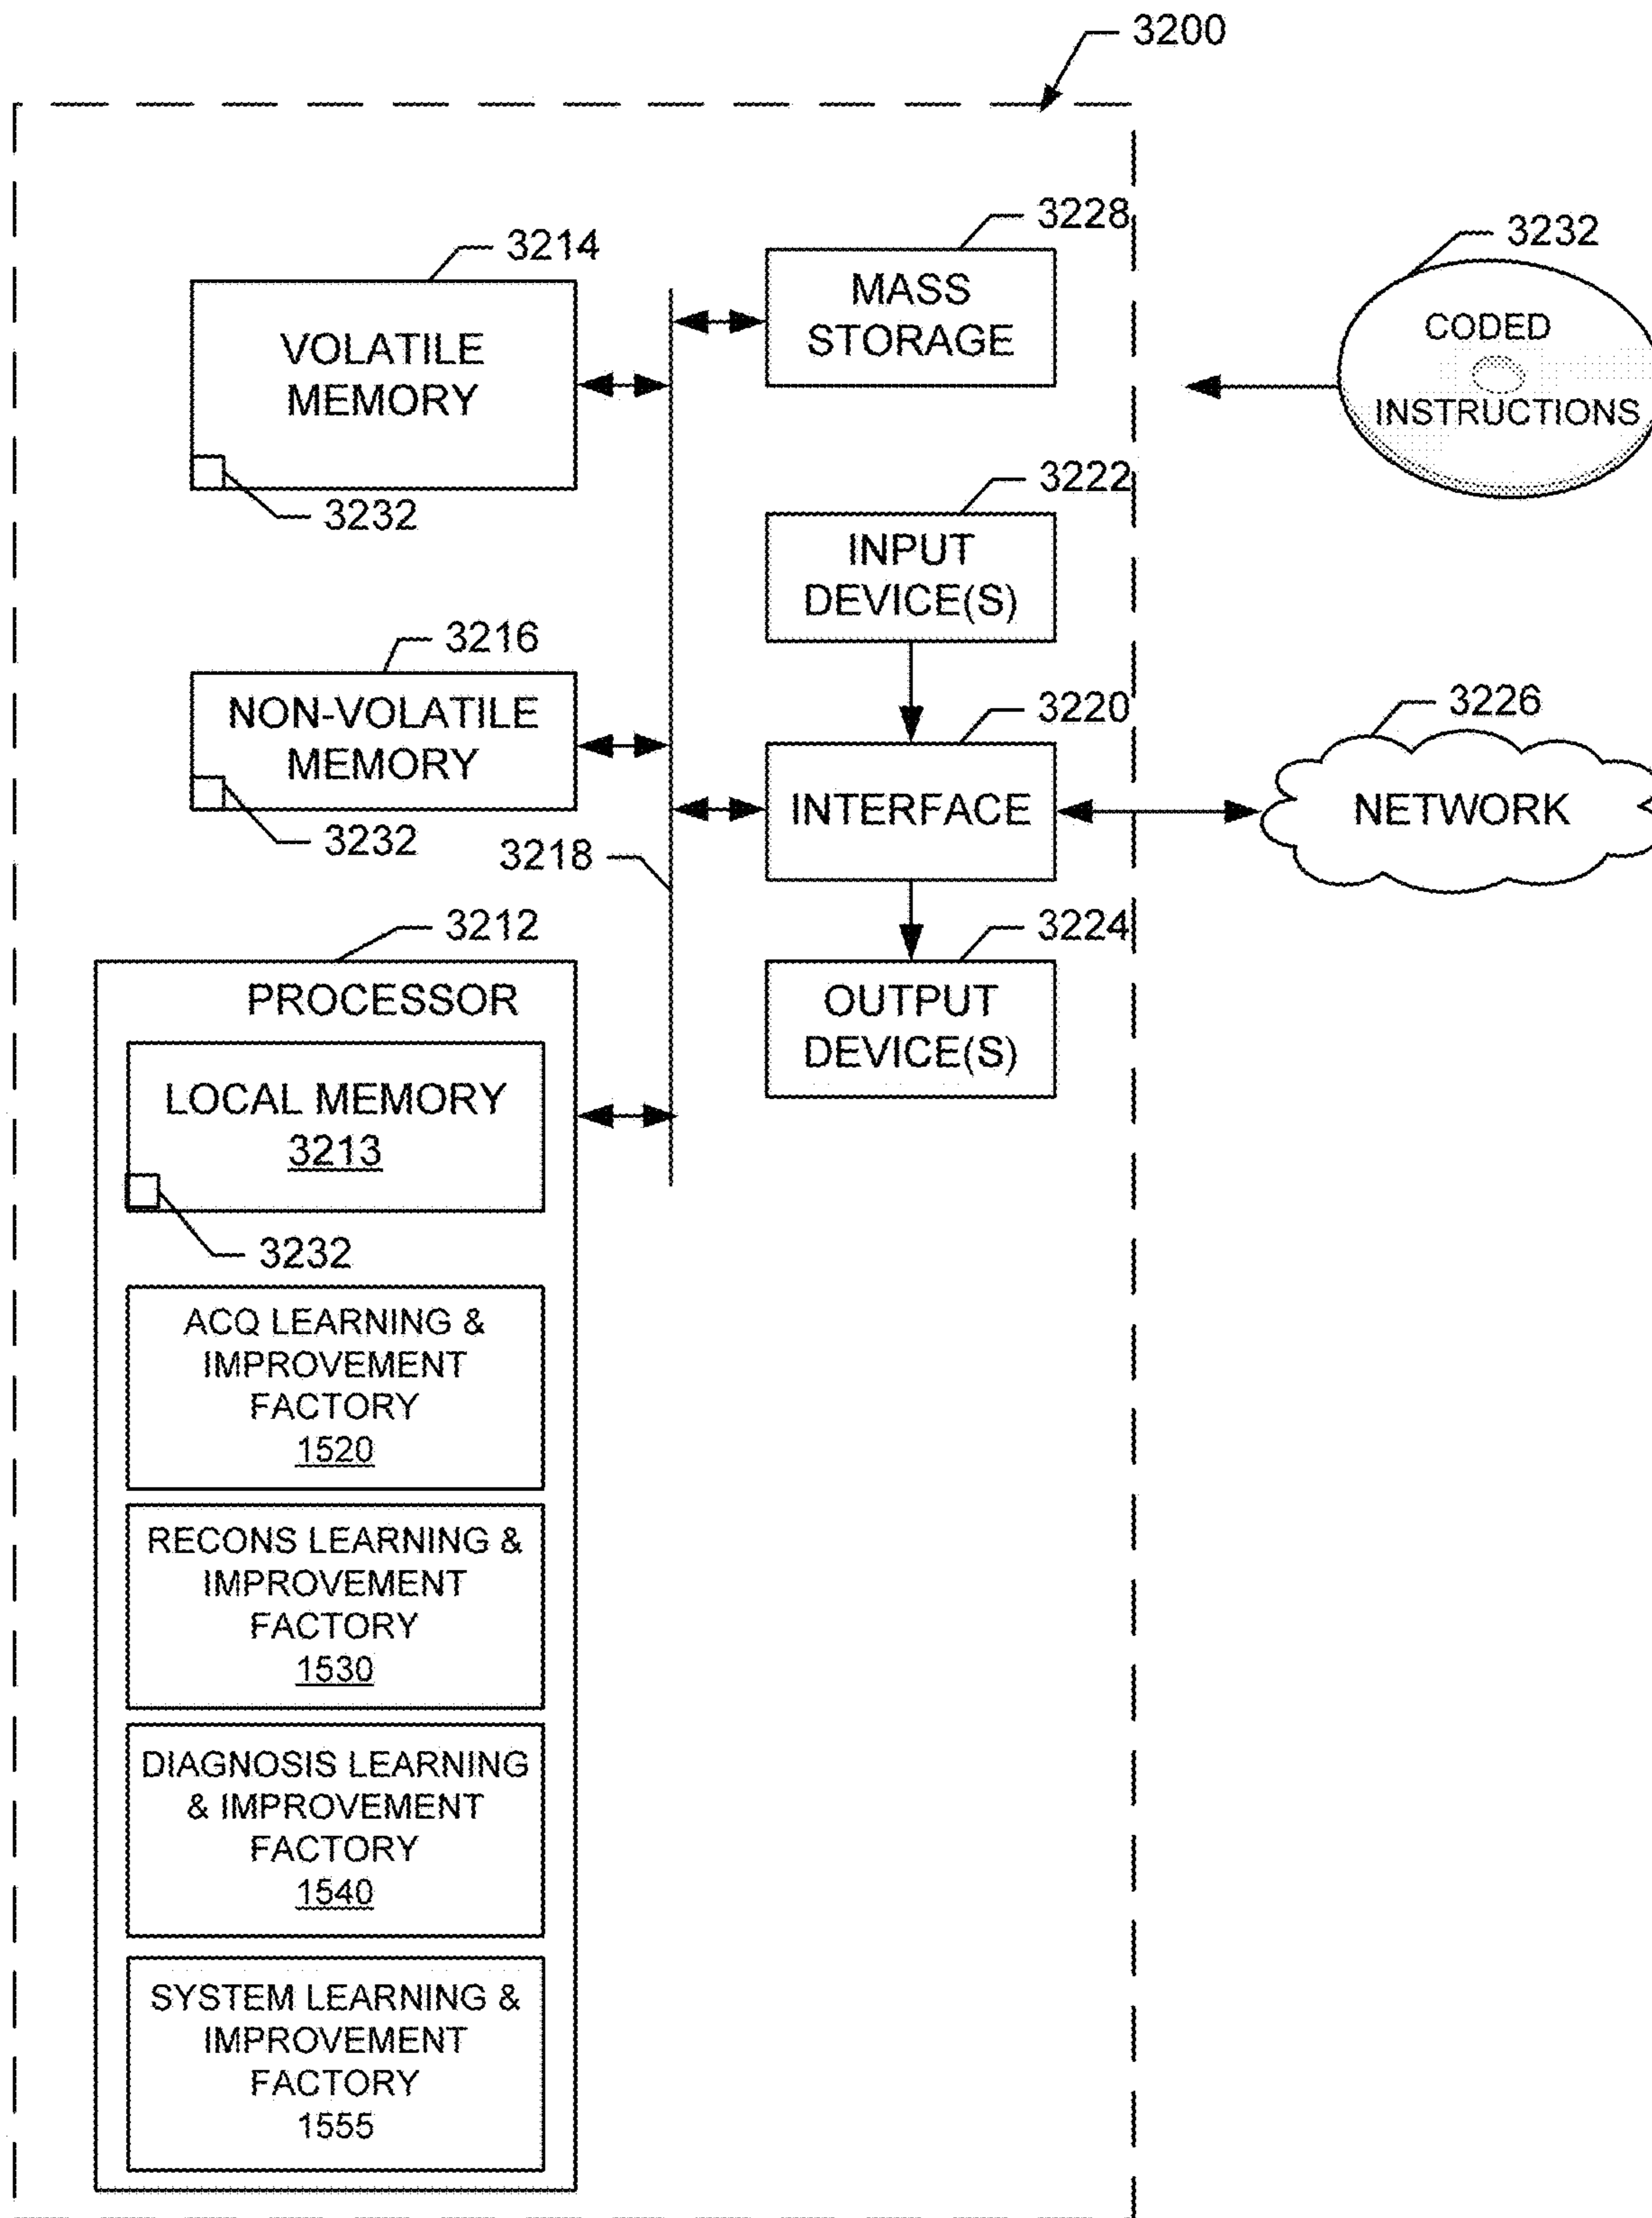 3200
3214
VOLATILE
MEMORY
3232
3228
MASS
STORAGE
3232
CODED
INSTRUCTIONS
3222
INPUT
DEVICE(S)
3216
NON-VOLATILE
MEMORY
3232
3218
3220
INTERFACE
3226
NETWORK
3212
PROCESSOR
LOCAL MEMORY
3213
3232
3224
OUTPUT
DEVICE(S)
ACQ LEARNING &
IMPROVEMENT
FACTORY
1520
RECONS LEARNING &
IMPROVEMENT
FACTORY
1530
DIAGNOSIS LEARNING
& IMPROVEMENT
FACTORY
1540
SYSTEM LEARNING &
IMPROVEMENT
FACTORY
1555